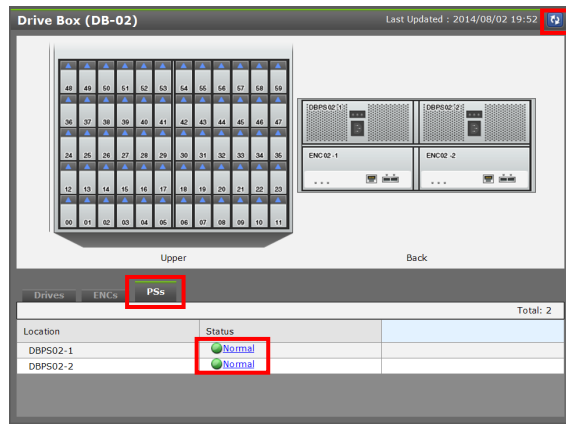 Drive Box (DB-02) Last Updated : 2014/08/02 19:52
48 49 50 51 52 53 54 55 56 57 58 59
36 37 38 39 40 41 42 43 44 45 46 47
24 25 26 27 28 29 30 31 32 33 34 35
12 13 14 15 16 17 18 19 20 21 22 23
00 01 02 03 04 05 06 07 08 09 10 11
DBPS02-1 DBPS02-2
ENC02-1 ENC02-2
Upper Back
Drives ENCs PSs
Total: 2
Location Status
DBPS02-1 Normal
DBPS02-2 Normal